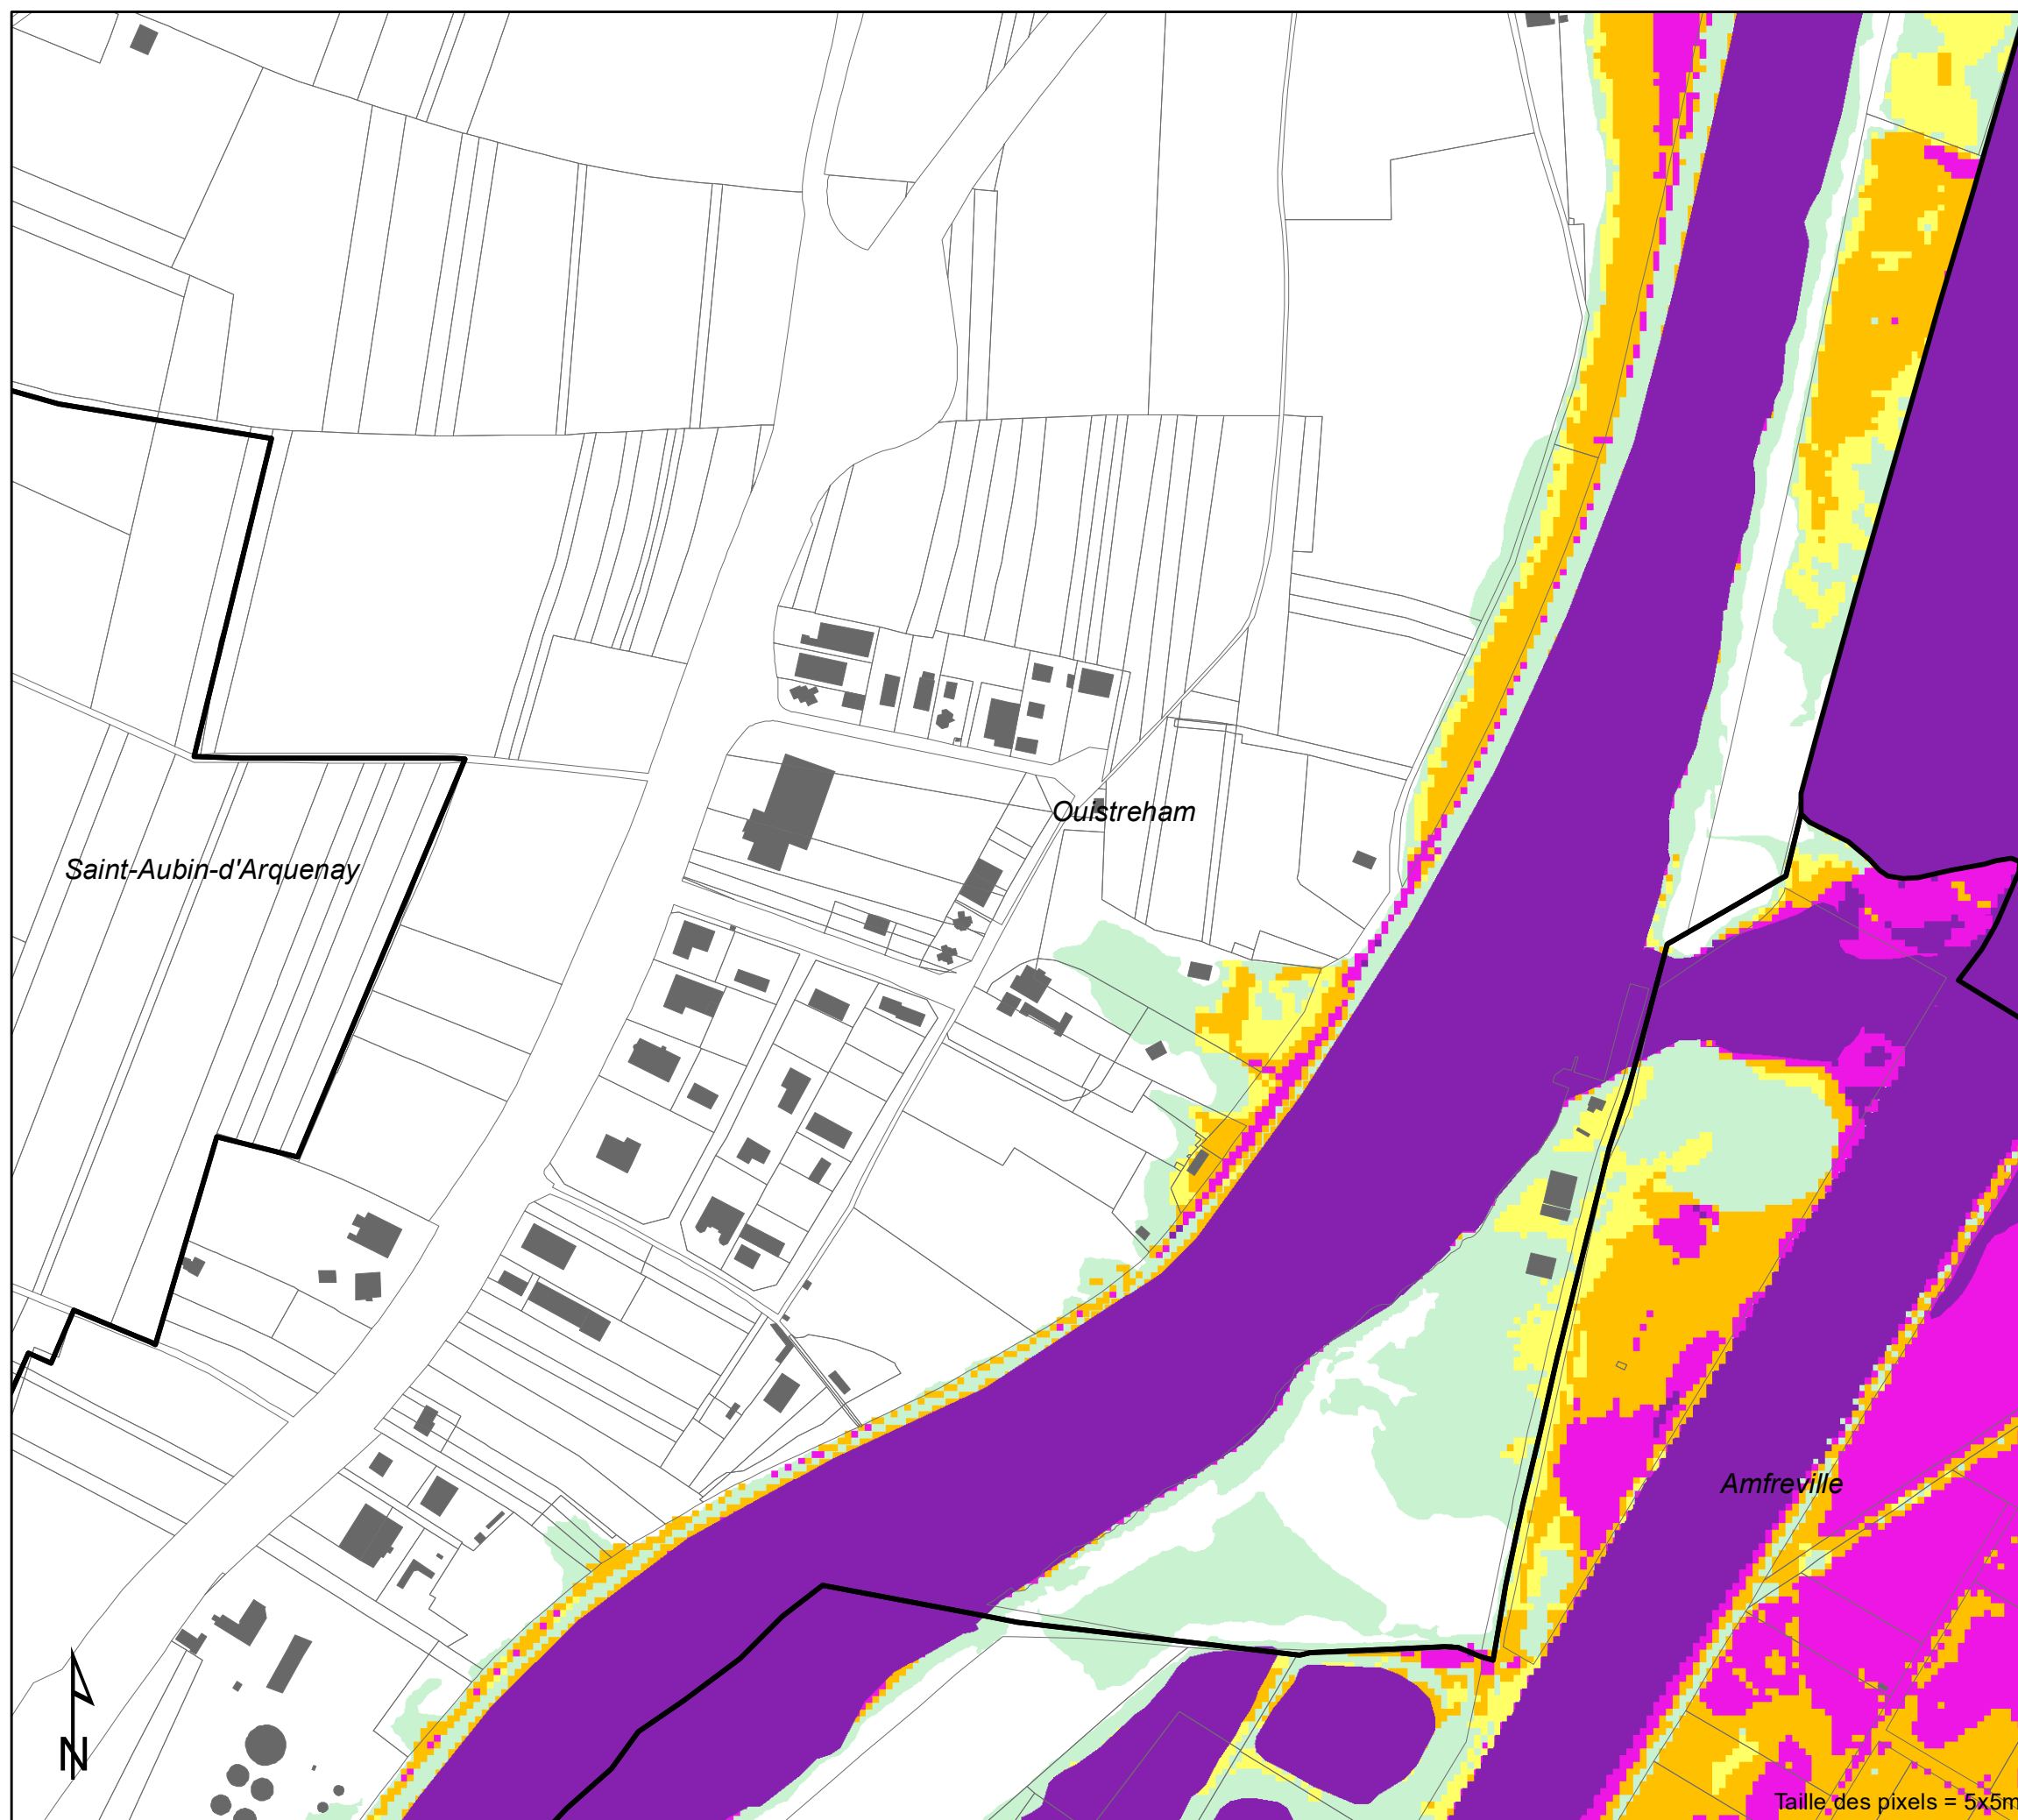 Ouistreham
Saint-Aubin-d'Arquenay
Amfreville
N
Taille des pixels = 5x5m